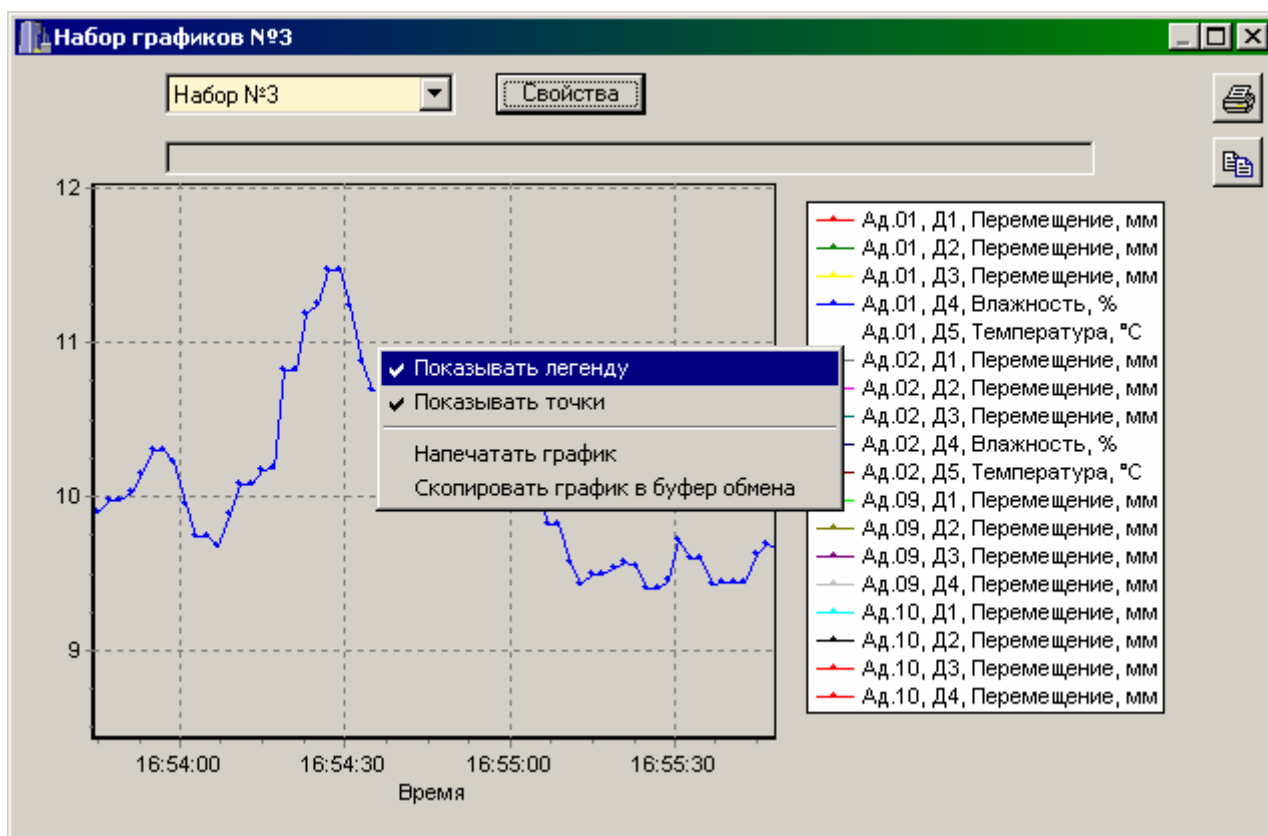 Набор графиков №3
Набор №3
Свойства
12
11
10
9
16:54:00
16:54:30
16:55:00
16:55:30
Время
Показывать легенду
Показывать точки
Напечатать график
Скопировать график в буфер обмена
Ад.01, Д1, Перемещение, мм
Ад.01, Д2, Перемещение, мм
Ад.01, Д3, Перемещение, мм
Ад.01, Д4, Влажность, %
Ад.01, Д5, Температура, °С
Ад.02, Д1, Перемещение, мм
Ад.02, Д2, Перемещение, мм
Ад.02, Д3, Перемещение, мм
Ад.02, Д4, Влажность, %
Ад.02, Д5, Температура, °С
Ад.09, Д1, Перемещение, мм
Ад.09, Д2, Перемещение, мм
Ад.09, Д3, Перемещение, мм
Ад.09, Д4, Перемещение, мм
Ад.10, Д1, Перемещение, мм
Ад.10, Д2, Перемещение, мм
Ад.10, Д3, Перемещение, мм
Ад.10, Д4, Перемещение, мм